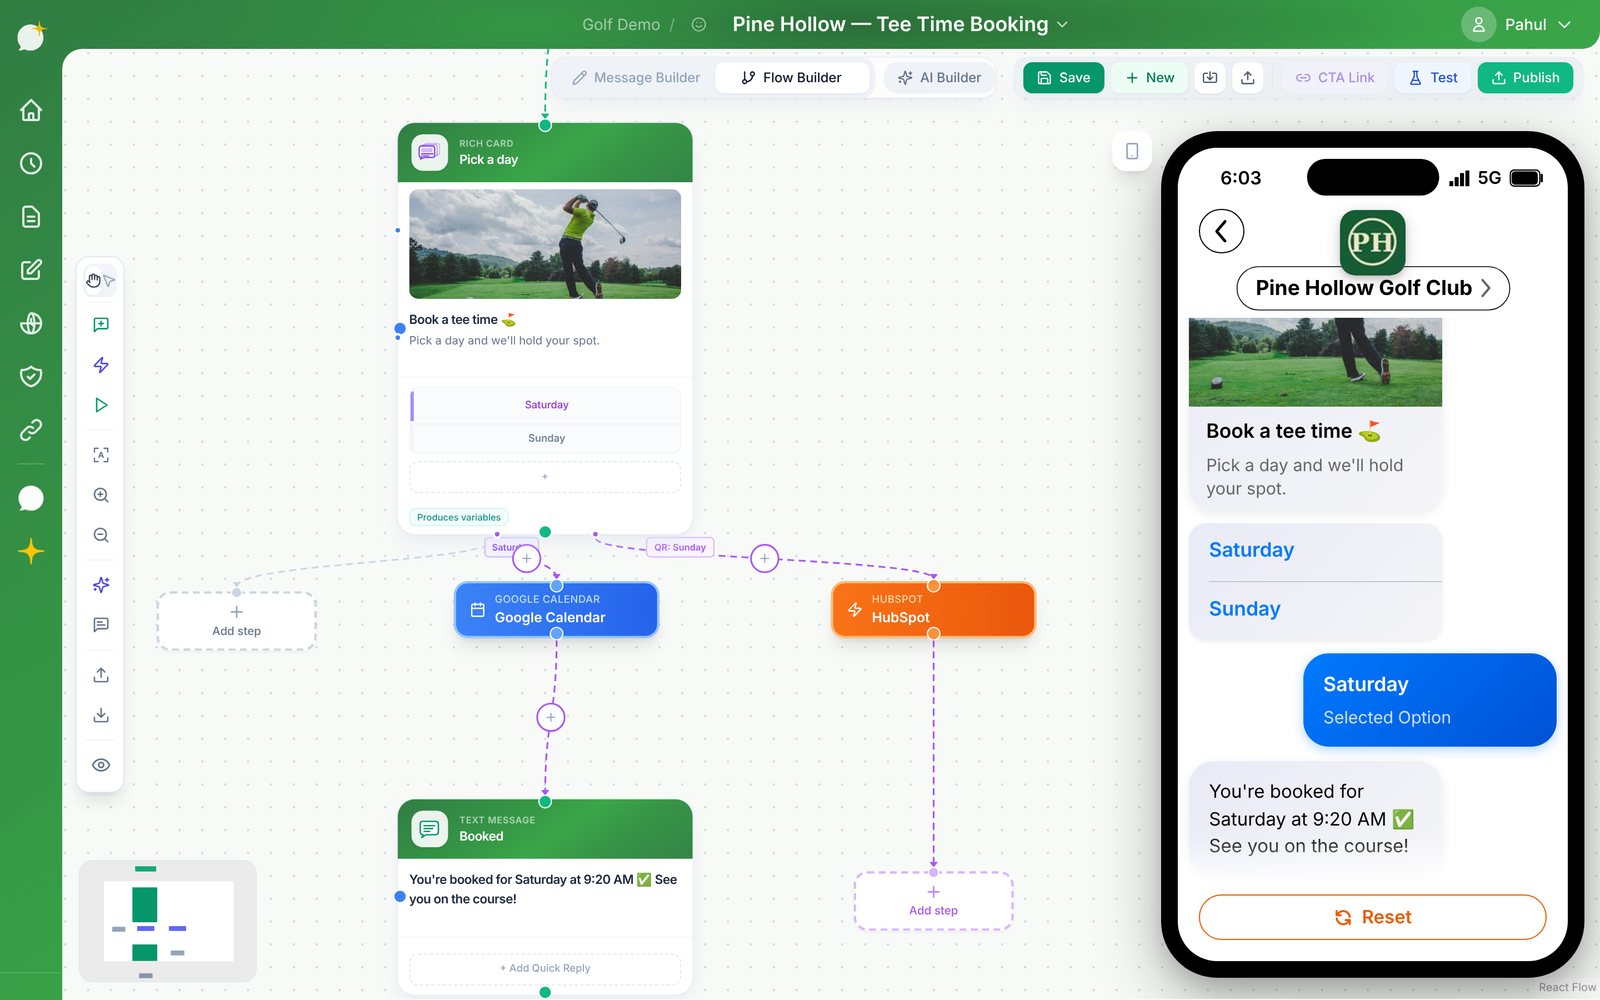 Golf Demo /
Pine Hollow — Tee Time Booking
Pahul
Message Builder
Flow Builder
AI Builder
Save
New
CTA Link
Test
Publish
RICH CARD
Pick a day
Book a tee time ⛳
Pick a day and we'll hold your spot.
Saturday
Sunday
+
Produces variables
QR: Sunday
Add step
GOOGLE CALENDAR
Google Calendar
HUBSPOT
HubSpot
TEXT MESSAGE
Booked
You're booked for Saturday at 9:20 AM ✅ See
you on the course!
+ Add Quick Reply
Add step
6:03
5G
PH
Pine Hollow Golf Club
Book a tee time ⛳
Pick a day and we'll hold
your spot.
Saturday
Sunday
Saturday
Selected Option
You're booked for
Saturday at 9:20 AM ✅
See you on the course!
Reset
React Flow